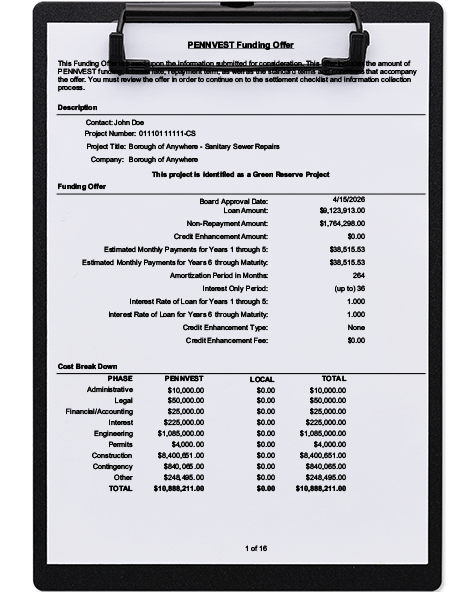 PENNVEST Funding Offer
This Funding Offer is based upon the information submitted for consideration. This offer includes the amount of
PENNVEST funding, interest rate, repayment term, as well as the standard terms and conditions that accompany
the offer. You must review the offer in order to continue on to the settlement checklist and information collection
process.
Description
Contact: John Doe
Project Number: 01110111111-CS
Project Title: Borough of Anywhere - Sanitary Sewer Repairs
Company: Borough of Anywhere
This project is identified as a Green Reserve Project
Funding Offer
Board Approval Date: 4/15/2026
Loan Amount: $9,123,913.00
Non-Repayment Amount: $1,764,298.00
Credit Enhancement Amount: $0.00
Estimated Monthly Payments for Years 1 through 5: $38,515.53
Estimated Monthly Payments for Years 6 through Maturity: $38,515.53
Amortization Period in Months: 264
Interest Only Period: (up to) 36
Interest Rate of Loan for Years 1 through 5: 1.000
Interest Rate of Loan for Years 6 through Maturity: 1.000
Credit Enhancement Type: None
Credit Enhancement Fee: $0.00
Cost Break Down
PHASE PENNVEST LOCAL TOTAL
Administrative $10,000.00 $0.00 $10,000.00
Legal $50,000.00 $0.00 $50,000.00
Financial/Accounting $25,000.00 $0.00 $25,000.00
Interest $225,000.00 $0.00 $225,000.00
Engineering $1,085,000.00 $0.00 $1,085,000.00
Permits $4,000.00 $0.00 $4,000.00
Construction $8,400,651.00 $0.00 $8,400,651.00
Contingency $840,065.00 $0.00 $840,065.00
Other $248,495.00 $0.00 $248,495.00
TOTAL $10,888,211.00 $0.00 $10,888,211.00
1 of 16